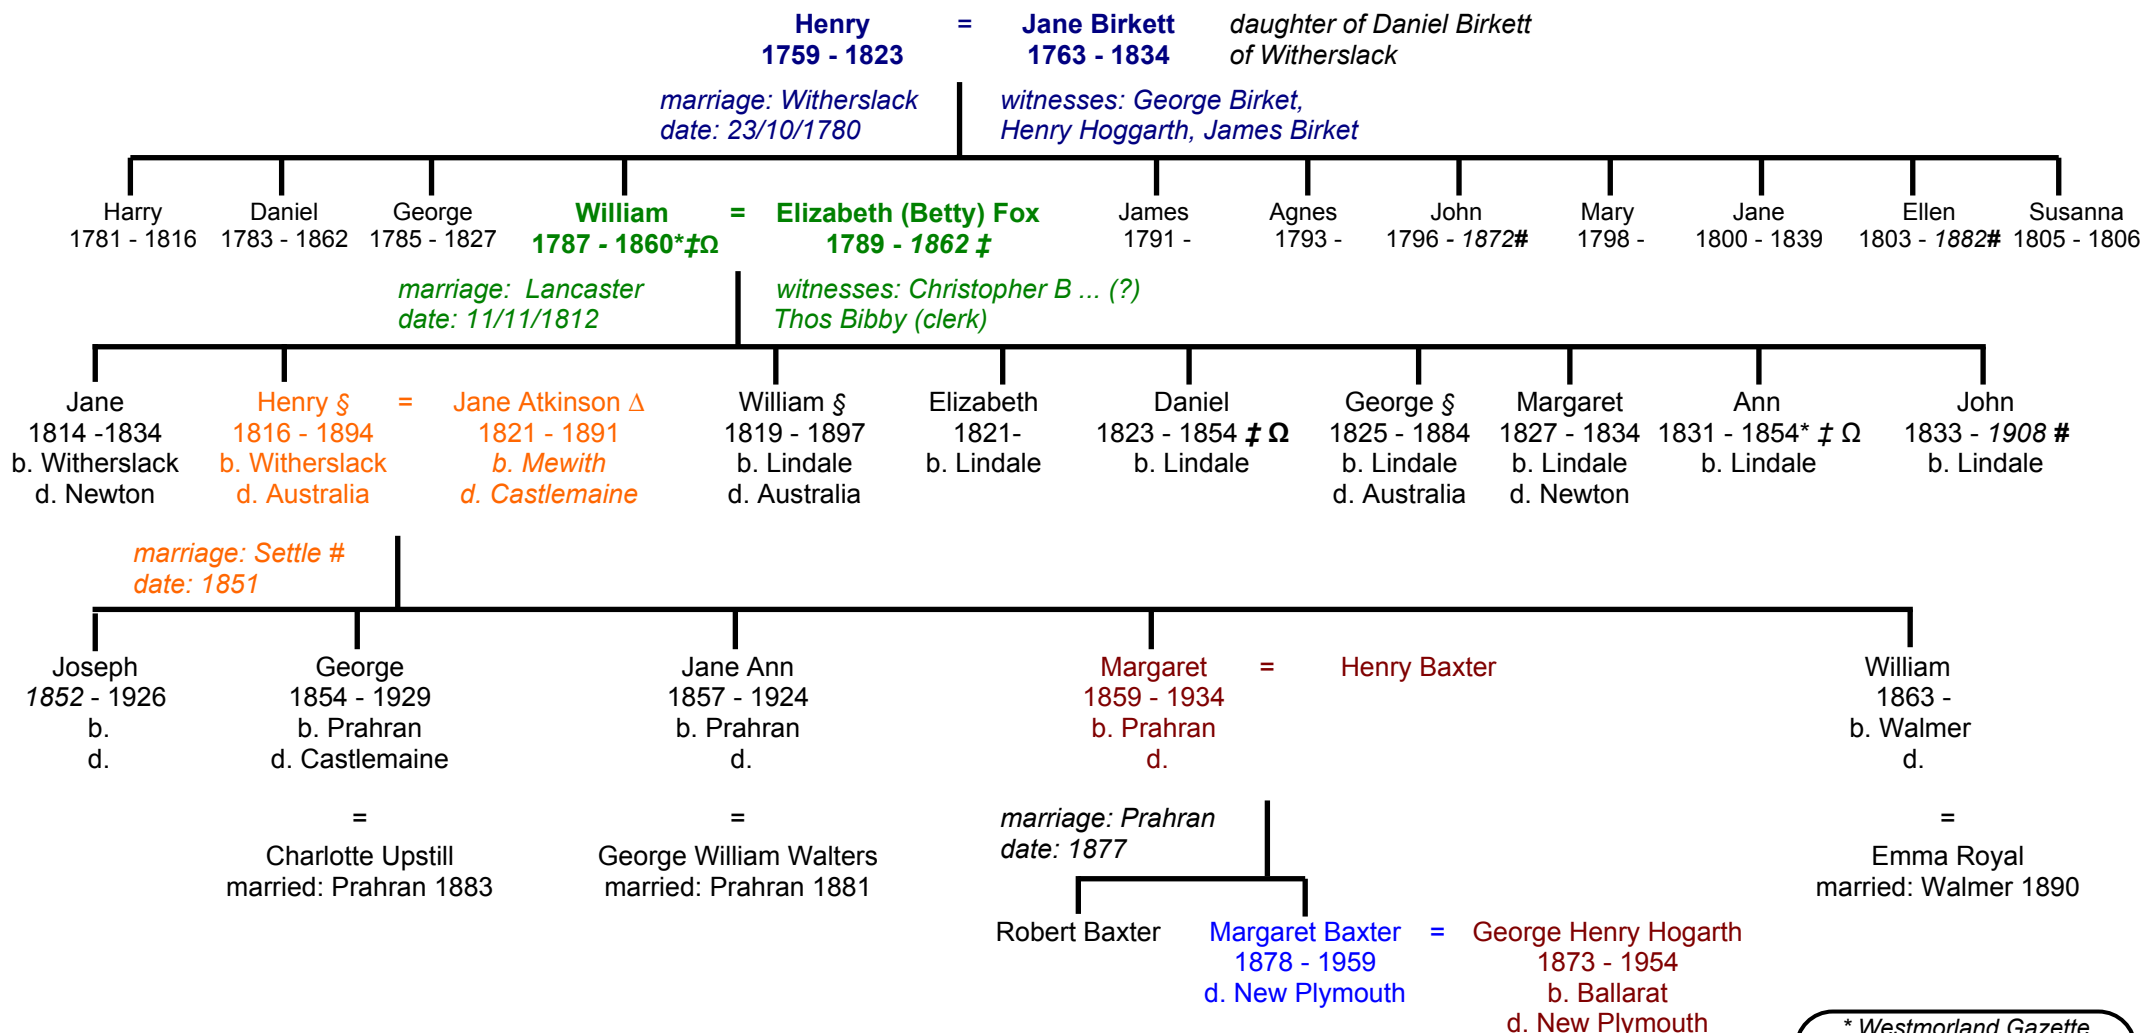 Henry = Jane Birkett daughter of Daniel Birkett
1759 - 1823 1763 - 1834 of Witherslack
marriage: Witherslack witnesses: George Birket,
date: 23/10/1780 Henry Hoggarth, James Birket
Harry Daniel George William = Elizabeth (Betty) Fox James Agnes John Mary Jane Ellen Susanna
1781 - 1816 1783 - 1862 1785 - 1827 1787 - 1860*‡Ω 1789 - 1862 ‡ 1791 - 1793 - 1796 - 1872# 1798 - 1800 - 1839 1803 - 1882# 1805 - 1806
marriage: Lancaster witnesses: Christopher B ... (?)
date: 11/11/1812 Thos Bibby (clerk)
Jane Henry § = Jane Atkinson Δ William § Elizabeth Daniel George § Margaret Ann John
1814 -1834 1816 - 1894 1821 - 1891 1819 - 1897 1821- 1823 - 1854 ‡ Ω 1825 - 1884 1827 - 1834 1831 - 1854* ‡ Ω 1833 - 1908 #
b. Witherslack b. Witherslack b. Mewith b. Lindale b. Lindale b. Lindale b. Lindale b. Lindale b. Lindale b. Lindale
d. Newton d. Australia d. Castlemaine d. Australia d. Australia d. Newton
marriage: Settle #
date: 1851
Joseph George Jane Ann Margaret = Henry Baxter William
1852 - 1926 1854 - 1929 1857 - 1924 1859 - 1934 1863 -
b. b. Prahran b. Prahran b. Prahran b. Walmer
d. d. Castlemaine d. d. d.
= = marriage: Prahran =
date: 1877
Charlotte Upstill George William Walters Emma Royal
married: Prahran 1883 married: Prahran 1881 married: Walmer 1890
Robert Baxter Margaret Baxter = George Henry Hogarth
1878 - 1959 1873 - 1954
d. New Plymouth b. Ballarat
d. New Plymouth
* Westmorland Gazette